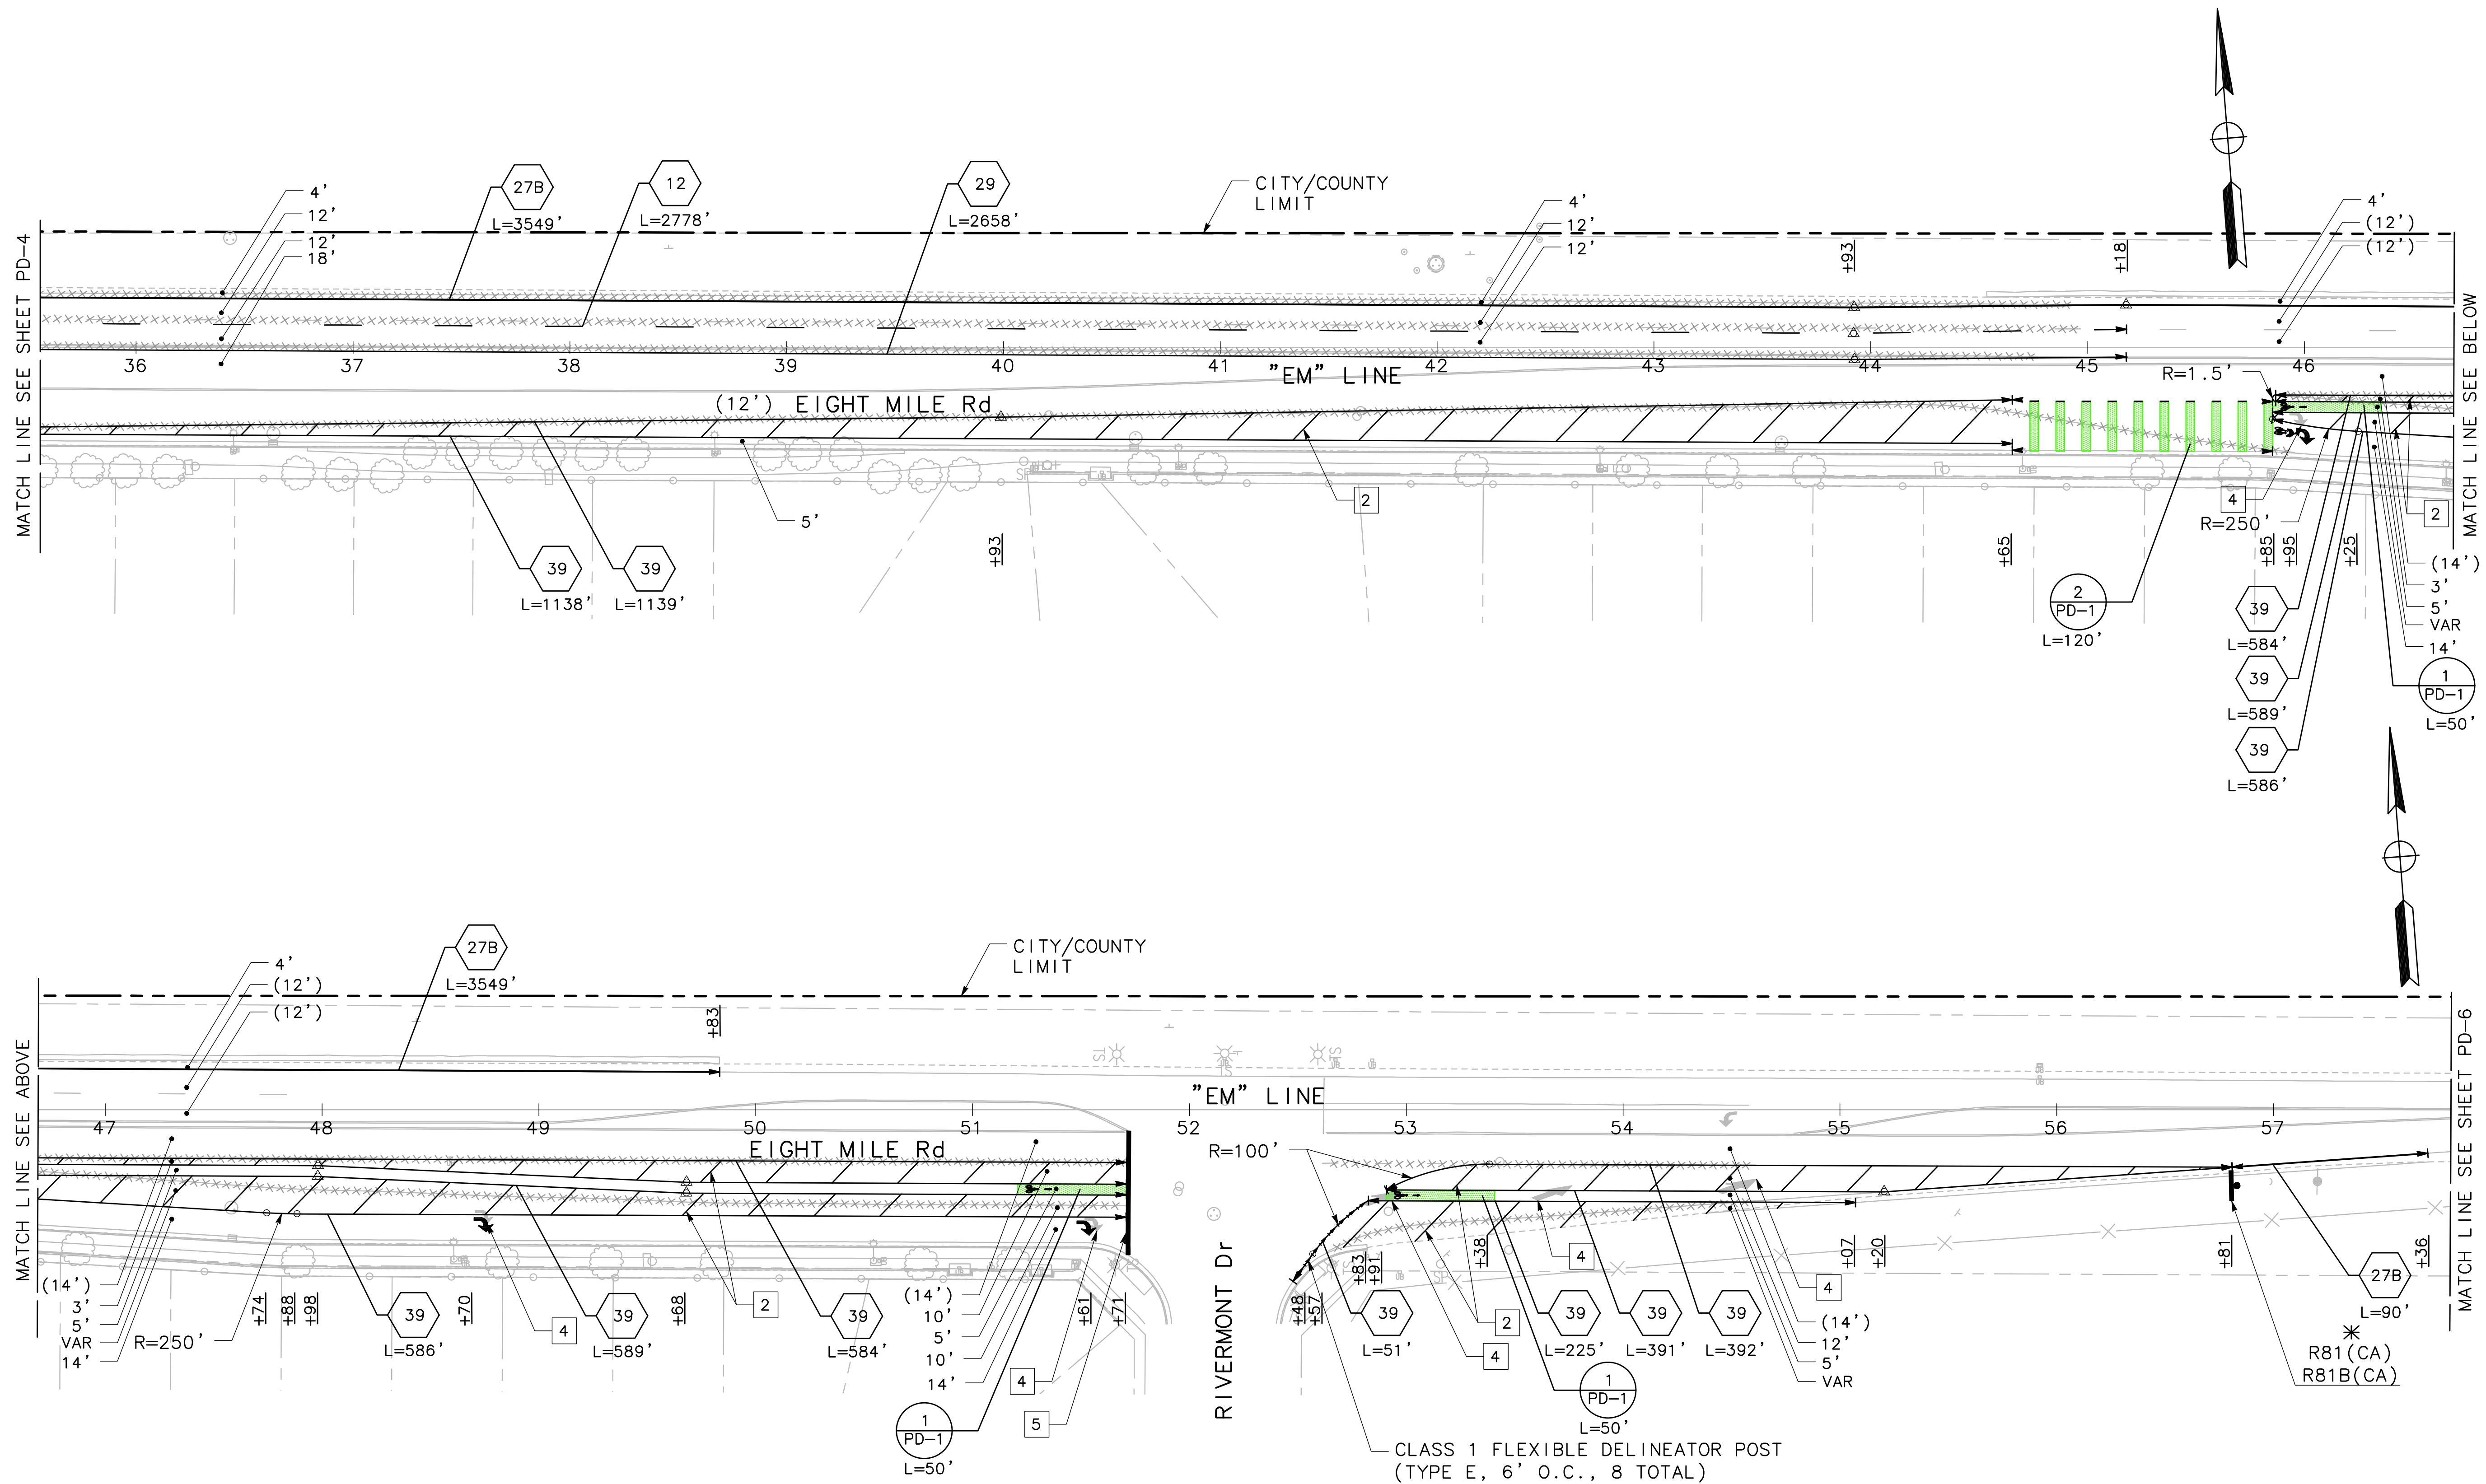 4'
12'
12'
18'
27B
L=3549'
12
L=2778'
29
L=2658'
CITY/COUNTY
LIMIT
4'
12'
12'
+93
+18
4'
(12')
(12')
MATCH LINE SEE SHEET PD-4
MATCH LINE SEE BELOW
36
37
38
39
40
41
42
43
44
45
46
"EM" LINE
R=1.5'
(12') EIGHT MILE Rd
5'
2
4
R=250'
2
39
L=1138'
39
L=1139'
+93
+65
+85
+95
+25
2
PD-1
L=120'
39
L=584'
39
L=589'
39
L=586'
(14')
3'
5'
VAR
14'
1
PD-1
L=50'
4'
(12')
(12')
27B
L=3549'
CITY/COUNTY
LIMIT
+83
MATCH LINE SEE ABOVE
MATCH LINE SEE SHEET PD-6
ST
TS
TS
"EM" LINE
47
48
49
50
51
52
53
54
55
56
57
EIGHT MILE Rd
R=100'
(14')
3'
5'
VAR
14'
R=250'
+74
+88
+98
39
L=586'
+70
4
39
L=589'
+68
2
39
L=584'
(14')
10'
5'
10'
14'
+61
+71
4
5
1
PD-1
L=50'
RIVERMONT Dr
+48
+57
+83
+91
39
L=51'
+38
2
4
4
39
L=225'
39
L=391'
39
L=392'
1
PD-1
L=50'
+07
+20
4
(14')
12'
5'
VAR
+81
27B
L=90'
+36
R81(CA)
R81B(CA)
CLASS 1 FLEXIBLE DELINEATOR POST
(TYPE E, 6' O.C., 8 TOTAL)